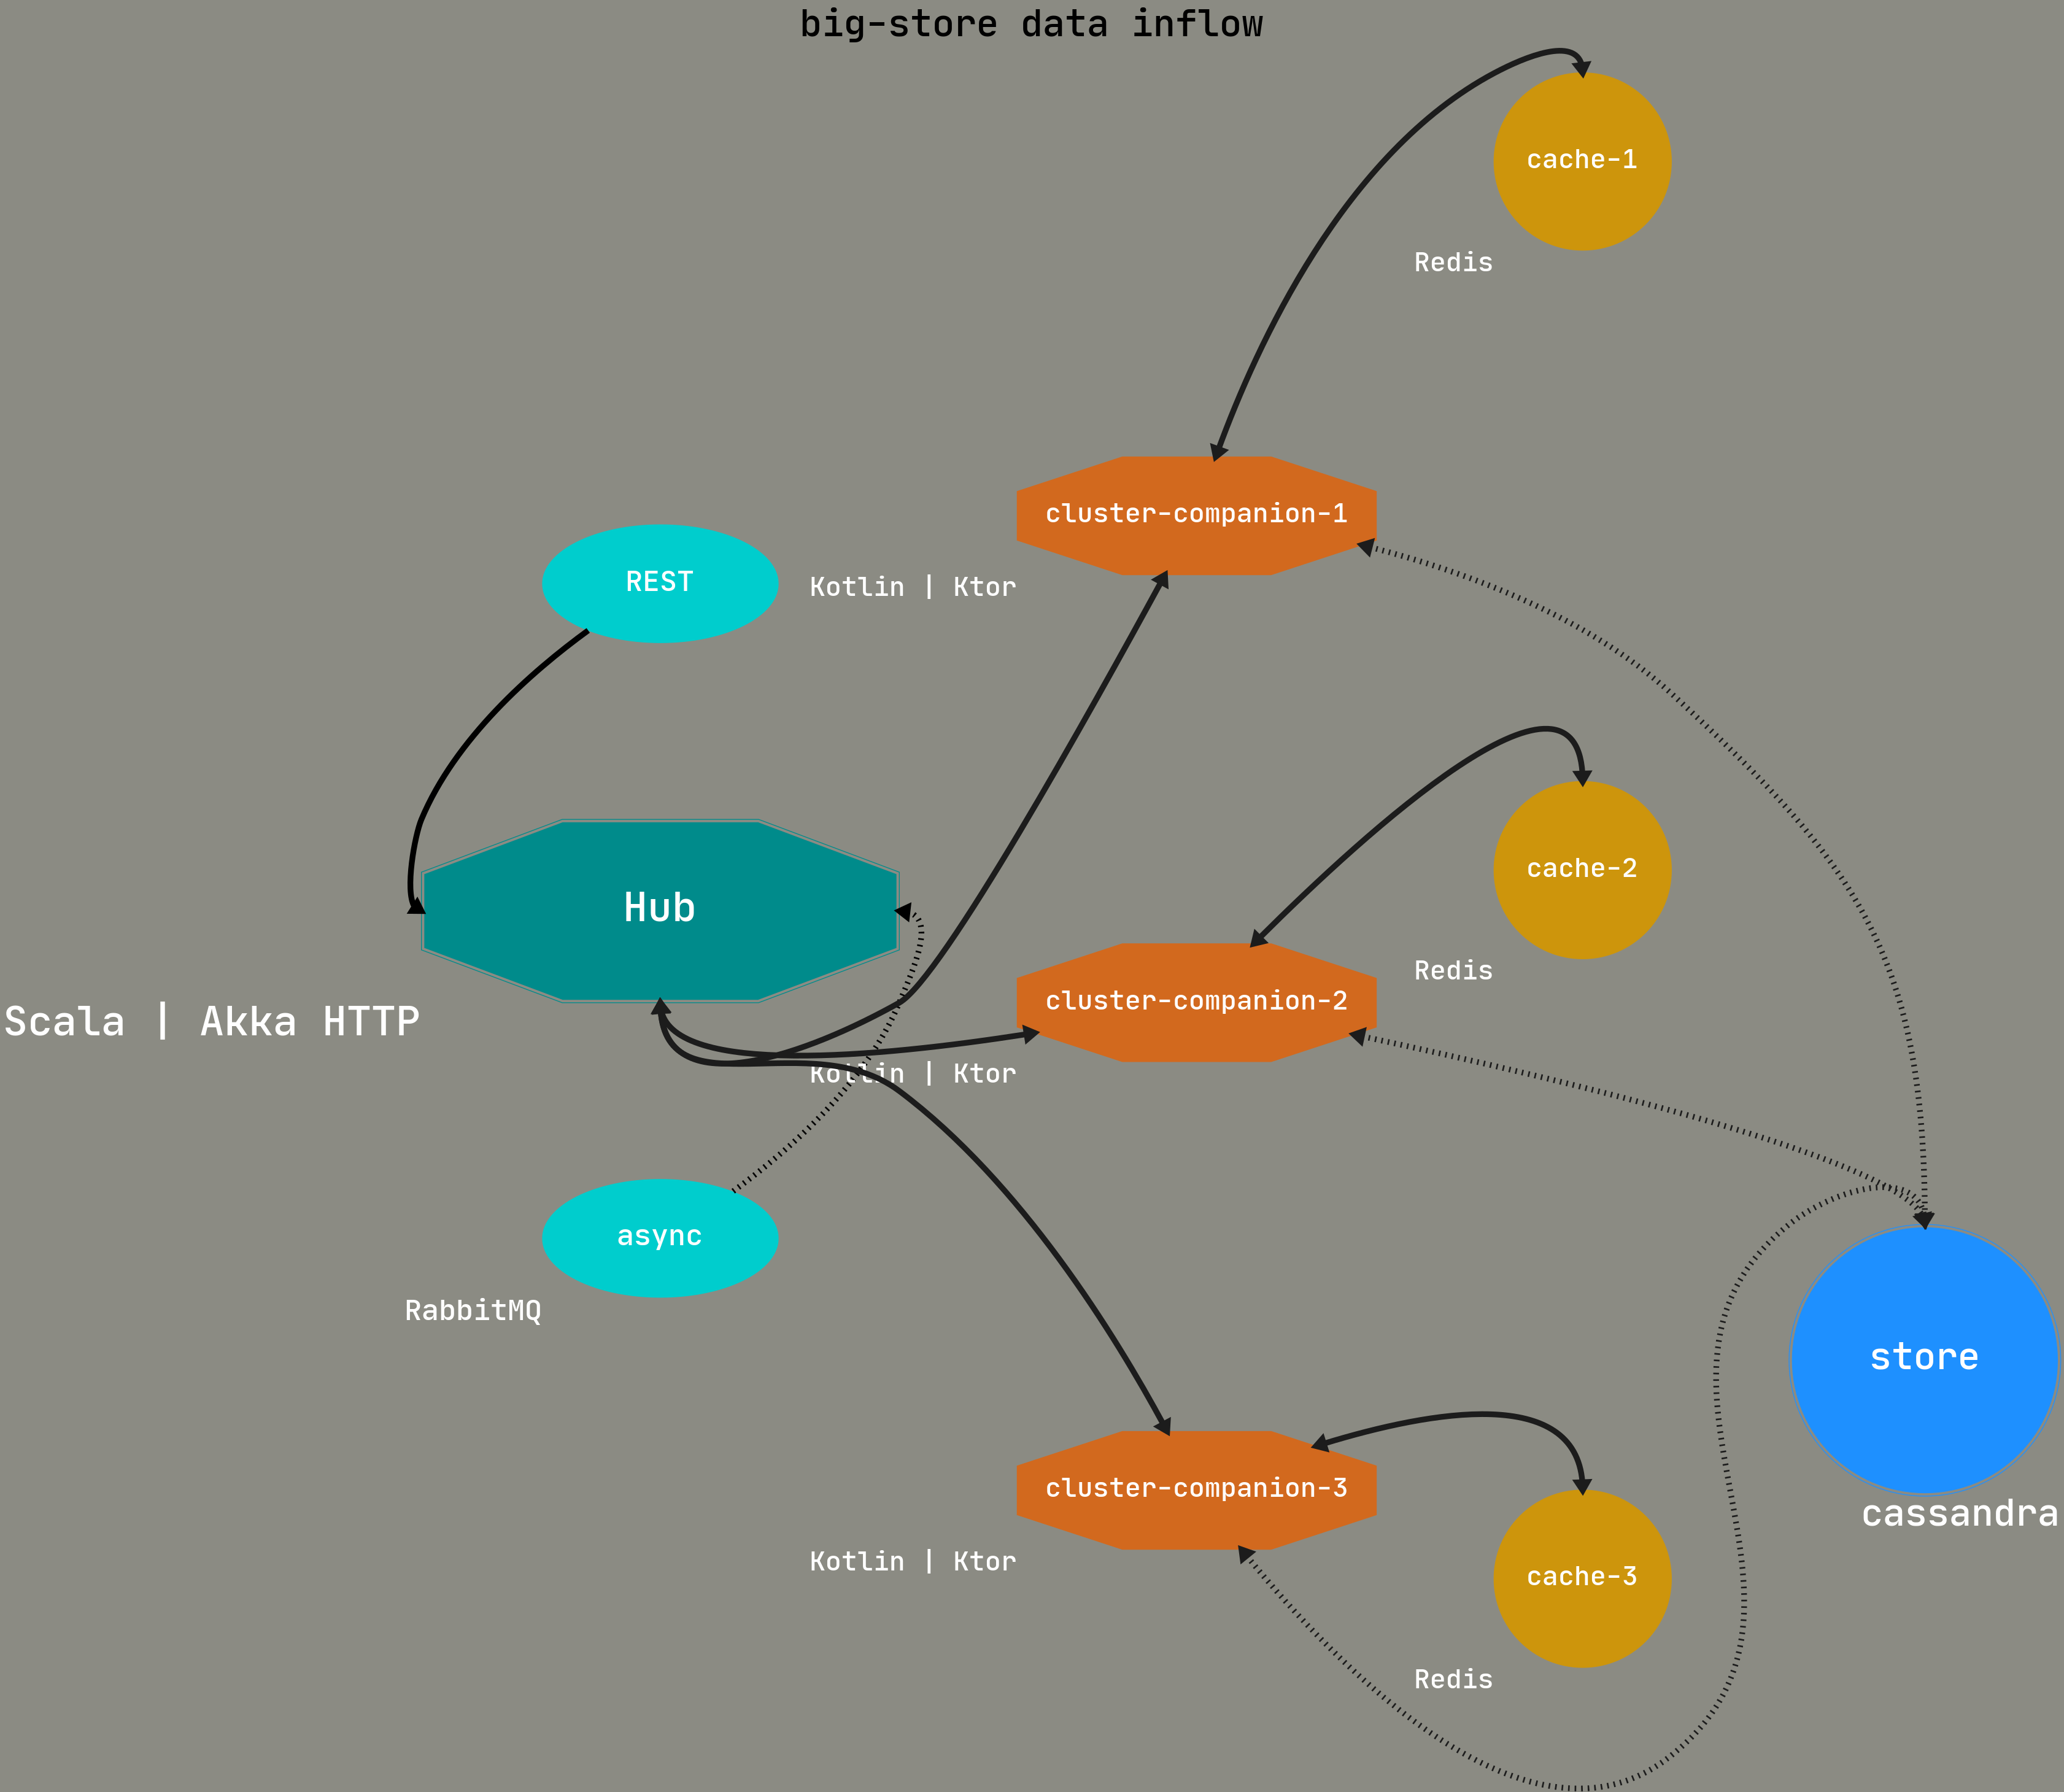 big-store data inflow
cache-1
Redis
cluster-companion-1
REST
Kotlin | Ktor
cache-2
Hub
Redis
cluster-companion-2
Scala | Akka HTTP
Kotlin | Ktor
async
RabbitMQ
store
cluster-companion-3
cassandra
Kotlin | Ktor
cache-3
Redis